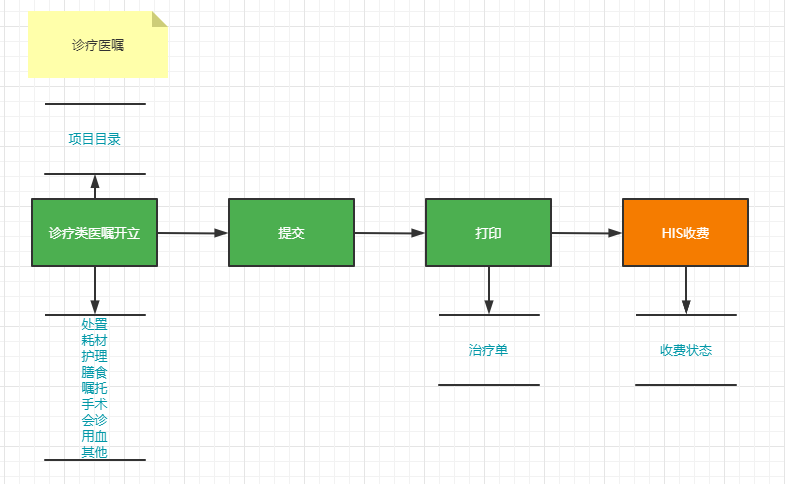 诊疗医嘱
项目目录
诊疗类医嘱开立
提交
打印
HIS收费
处置
耗材
护理
膳食
嘱托
手术
会诊
用血
其他
治疗单
收费状态